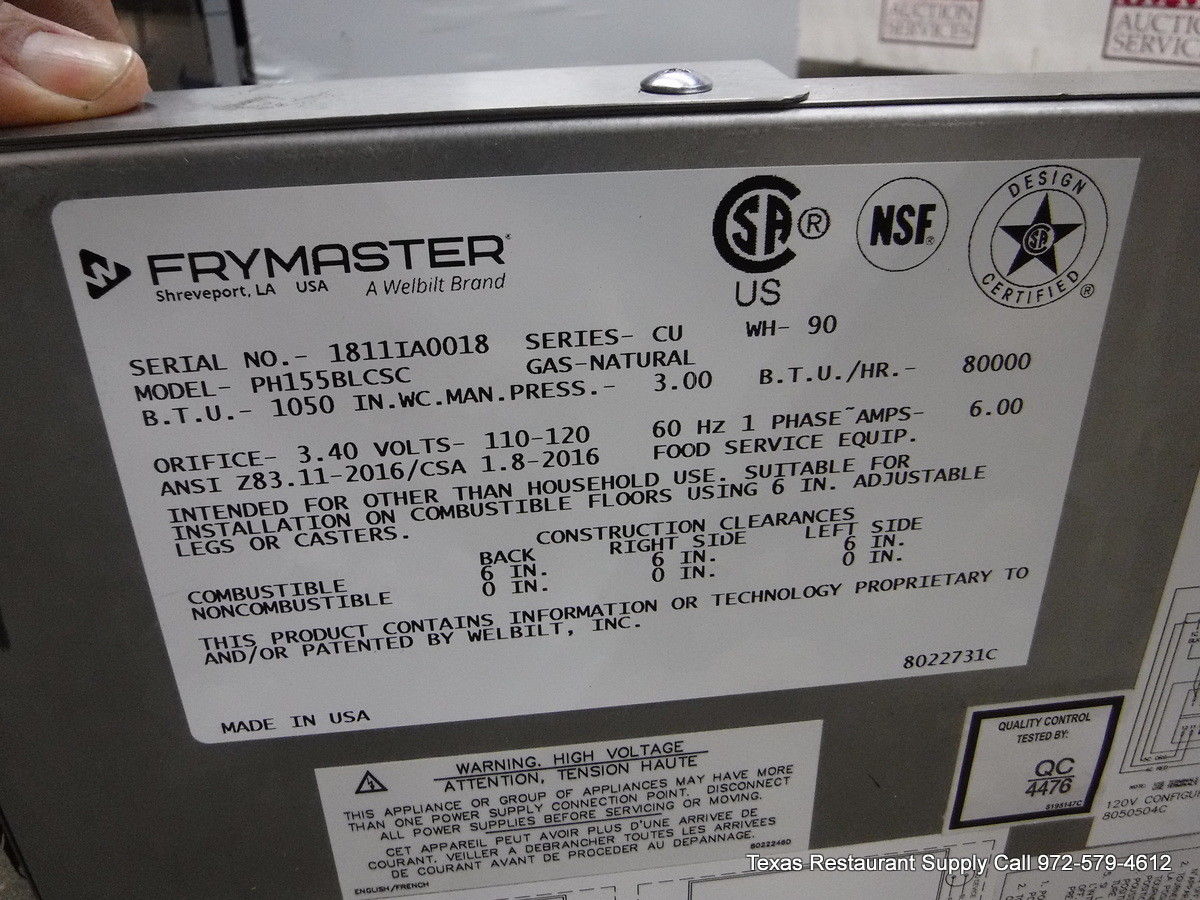 AUCTION
SERVICES
AUCTI
SERVICE
FRYMASTER
Shreveport, LA USA A Welbilt Brand
SA ® US
NSF®
DESIGN SA CERTIFIED ®
SERIAL NO.- 1811IA0018 SERIES- CU WH- 90
MODEL- PH155BLCSC GAS-NATURAL
B.T.U.- 1050 IN.WC.MAN.PRESS.- 3.00 B.T.U./HR.- 80000
ORIFICE- 3.40 VOLTS- 110-120 60 Hz 1 PHASE~AMPS- 6.00
ANSI Z83.11-2016/CSA 1.8-2016 FOOD SERVICE EQUIP.
INTENDED FOR OTHER THAN HOUSEHOLD USE. SUITABLE FOR
INSTALLATION ON COMBUSTIBLE FLOORS USING 6 IN. ADJUSTABLE
LEGS OR CASTERS.
CONSTRUCTION CLEARANCES
BACK RIGHT SIDE LEFT SIDE
COMBUSTIBLE 6 IN. 6 IN. 6 IN.
NONCOMBUSTIBLE 0 IN. 0 IN. 0 IN.
THIS PRODUCT CONTAINS INFORMATION OR TECHNOLOGY PROPRIETARY TO
AND/OR PATENTED BY WELBILT, INC.
8022731C
MADE IN USA
WARNING. HIGH VOLTAGE
ATTENTION, TENSION HAUTE
THIS APPLIANCE OR GROUP OF APPLIANCES MAY HAVE MORE
THAN ONE POWER SUPPLY CONNECTION POINT. DISCONNECT
ALL POWER SUPPLIES BEFORE SERVICING OR MOVING.
CET APPAREIL PEUT AVOIR PLUS D'UNE ARRIVEE DE
COURANT. VEILLER A DEBRANCHER TOUTES LES ARRIVEES
DE COURANT AVANT DE PROCEDER AU DEPANNAGE.
8022246D
ENGLISH/FRENCH
QUALITY CONTROL
TESTED BY:
QC
4476
8195147C
120V CONFIGU
8050504C
Texas Restaurant Supply Call 972-579-4612